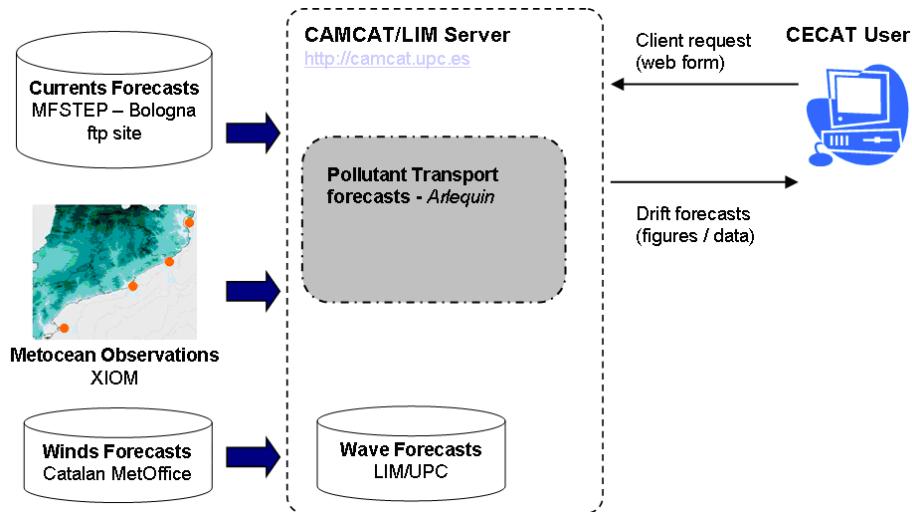 Currents Forecasts
MFSTEP – Bologna
ftp site
Metocean Observations
XIOM
Winds Forecasts
Catalan MetOffice
CAMCAT/LIM Server
http://camcat.upc.es
Pollutant Transport
forecasts - Arlequin
Wave Forecasts
LIM/UPC
Client request
(web form)
CECAT User
Drift forecasts
(figures / data)